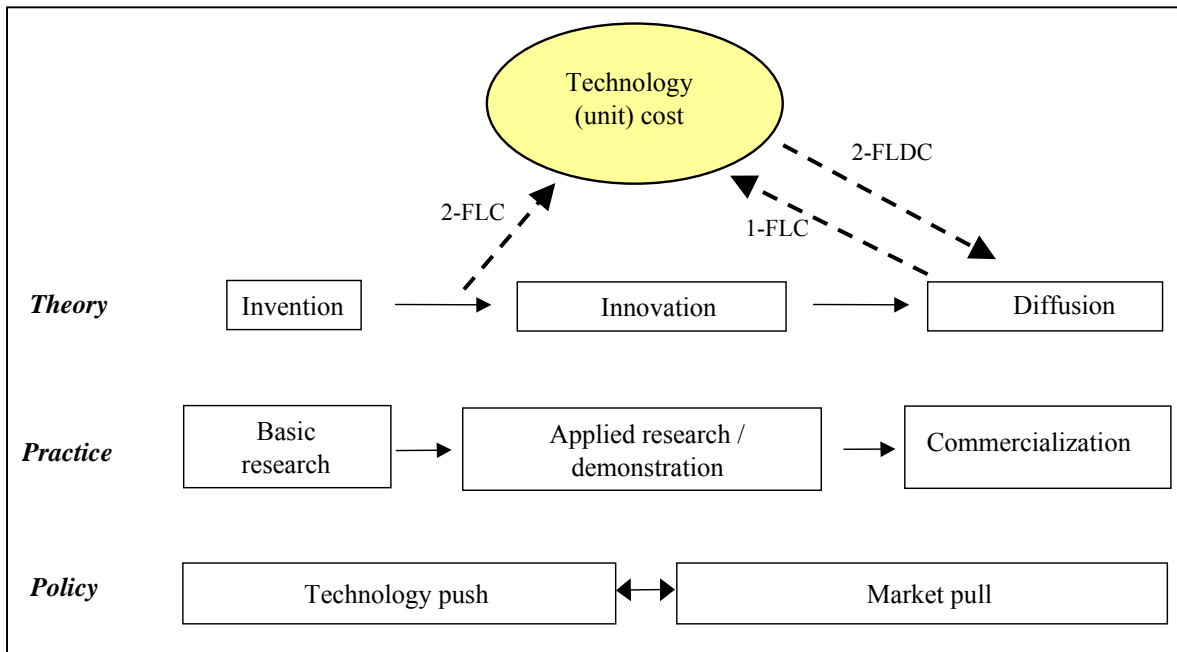 Technology
(unit) cost
2-FLDC
2-FLC
1-FLC
Theory
Invention
Innovation
Diffusion
Practice
Basic
research
Applied research /
demonstration
Commercialization
Policy
Technology push
Market pull